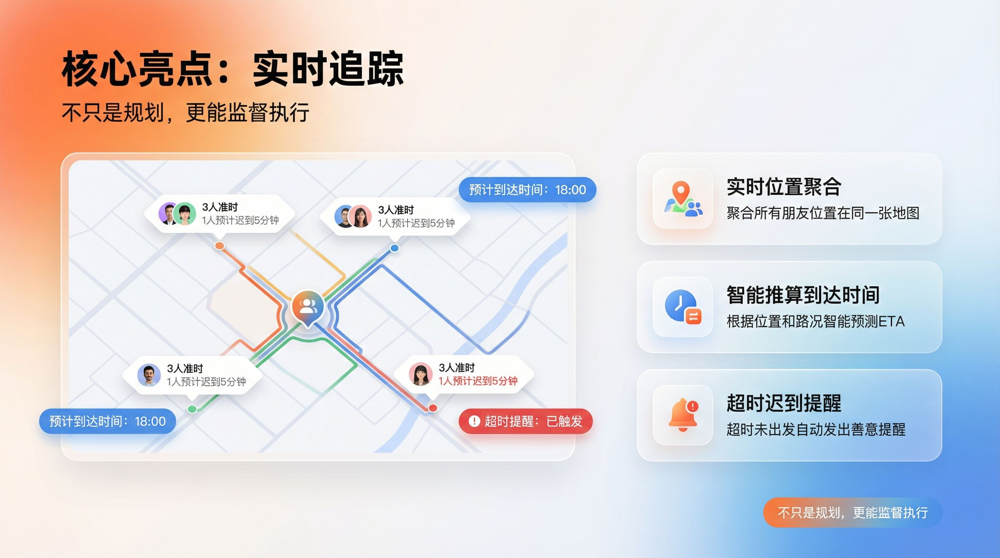 核心亮点：实时追踪
不只是规划，更能监督执行
预计到达时间：18:00
3人准时
1人预计迟到5分钟
3人准时
1人预计迟到5分钟
3人准时
1人预计迟到5分钟
3人准时
1人预计迟到5分钟
预计到达时间：18:00
超时提醒：已触发
实时位置聚合
聚合所有朋友位置在同一张地图
智能推算到达时间
根据位置和路况智能预测ETA
超时迟到提醒
超时未出发自动发出善意提醒
不只是规划，更能监督执行